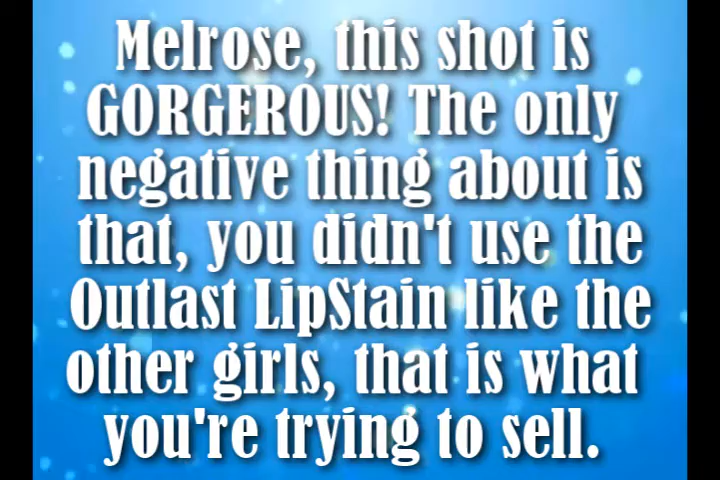 Melrose, this shot is
GORGEROUS! The only
negative thing about is
that, you didn't use the
Outlast LipStain like the
other girls, that is what
you're trying to sell.